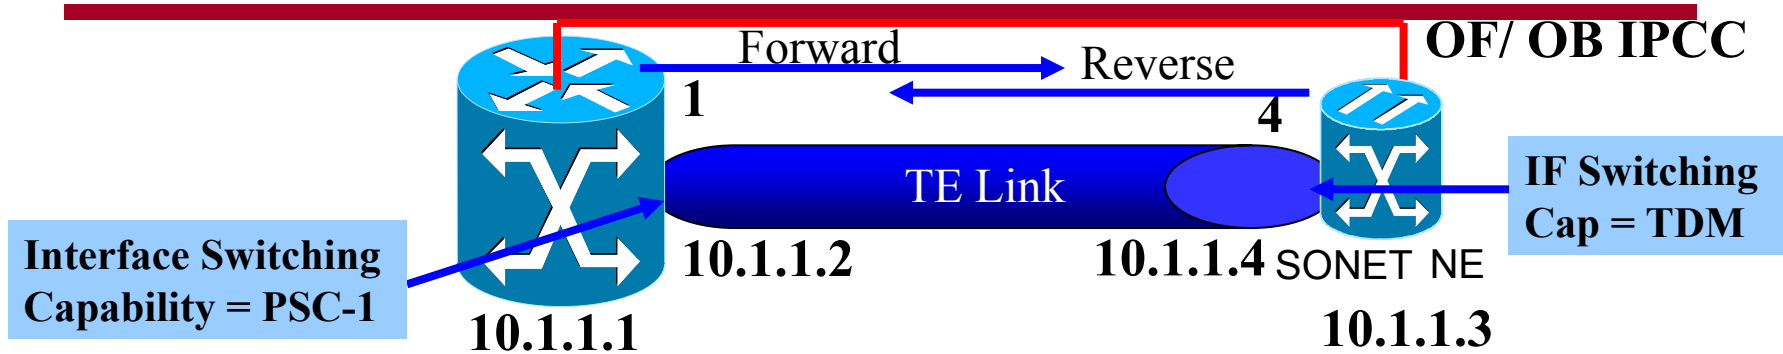 OF/ OB IPCC
Forward
Reverse
1
4
TE Link
IF Switching
Cap = TDM
Interface Switching
Capability = PSC-1
10.1.1.2
10.1.1.4
SONET NE
10.1.1.1
10.1.1.3